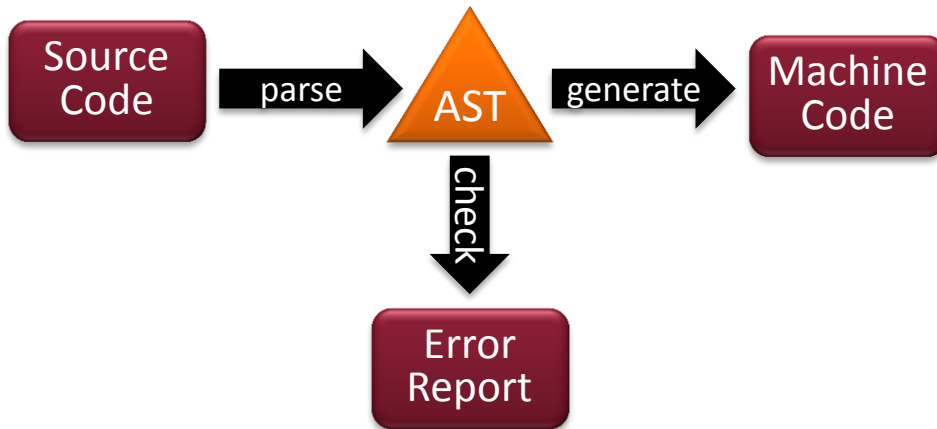 Source
Code
parse
AST
generate
Machine
Code
check
Error
Report